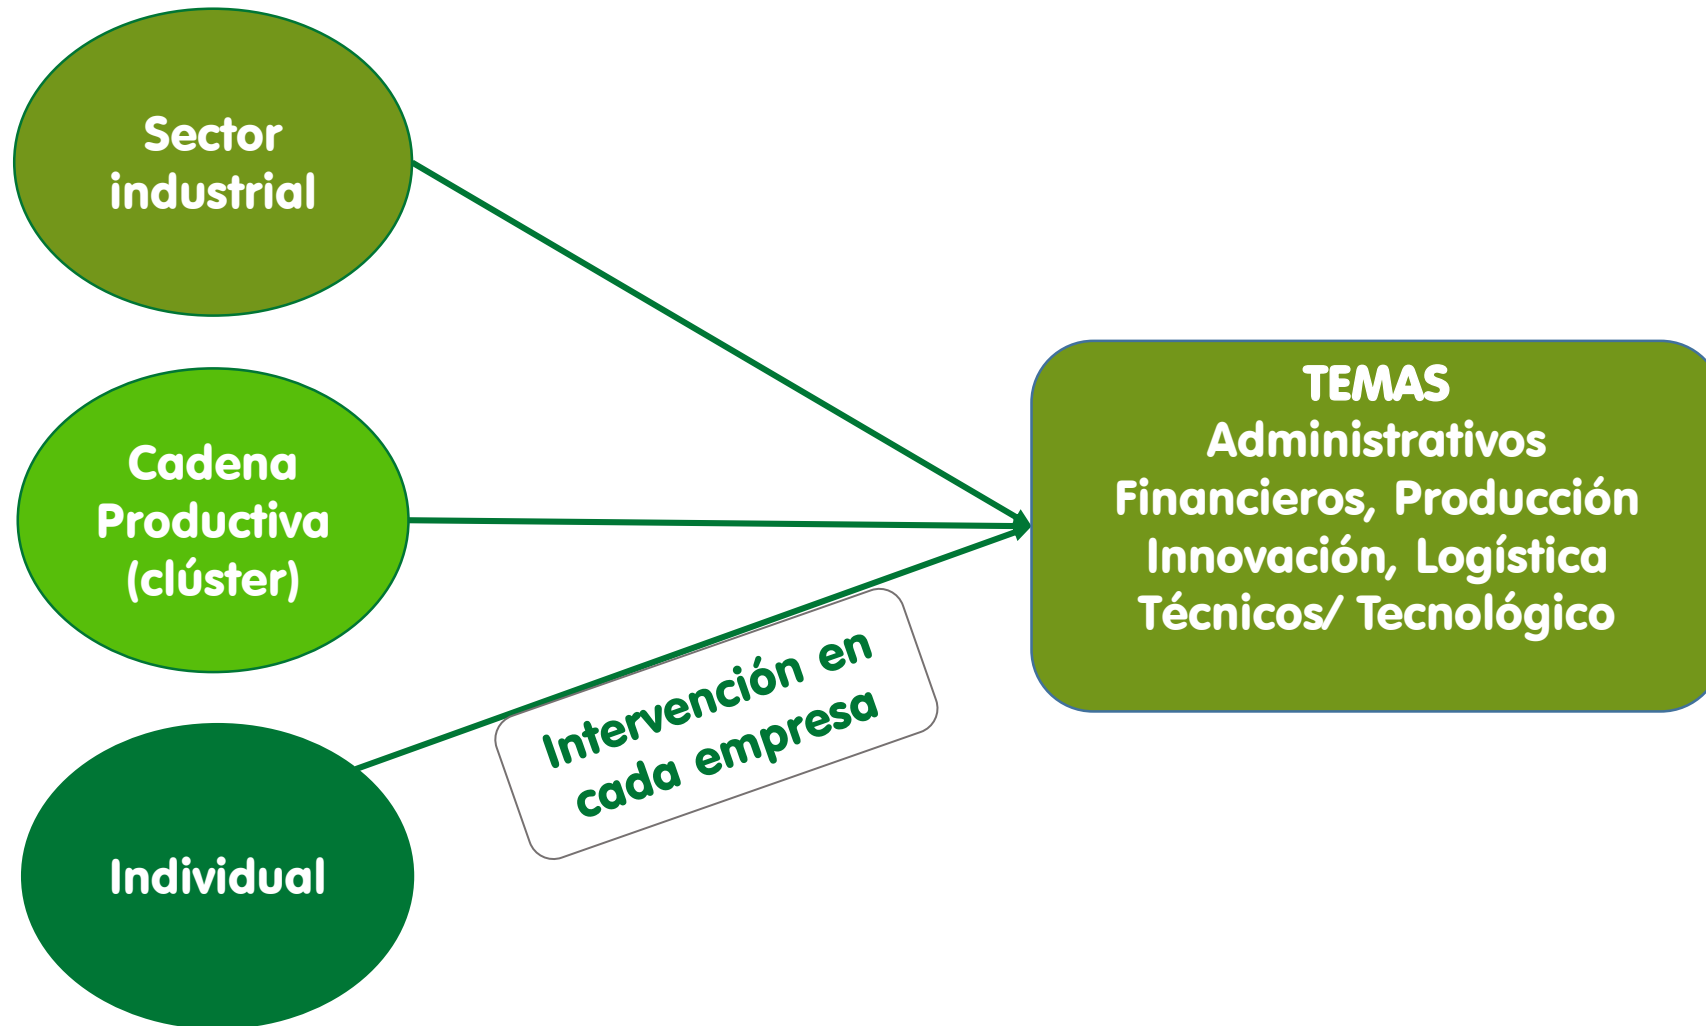 Sector
industrial
Cadena
Productiva
(clúster)
Individual
Intervención en
cada empresa
TEMAS
Administrativos
Financieros, Producción
Innovación, Logística
Técnicos/ Tecnológico